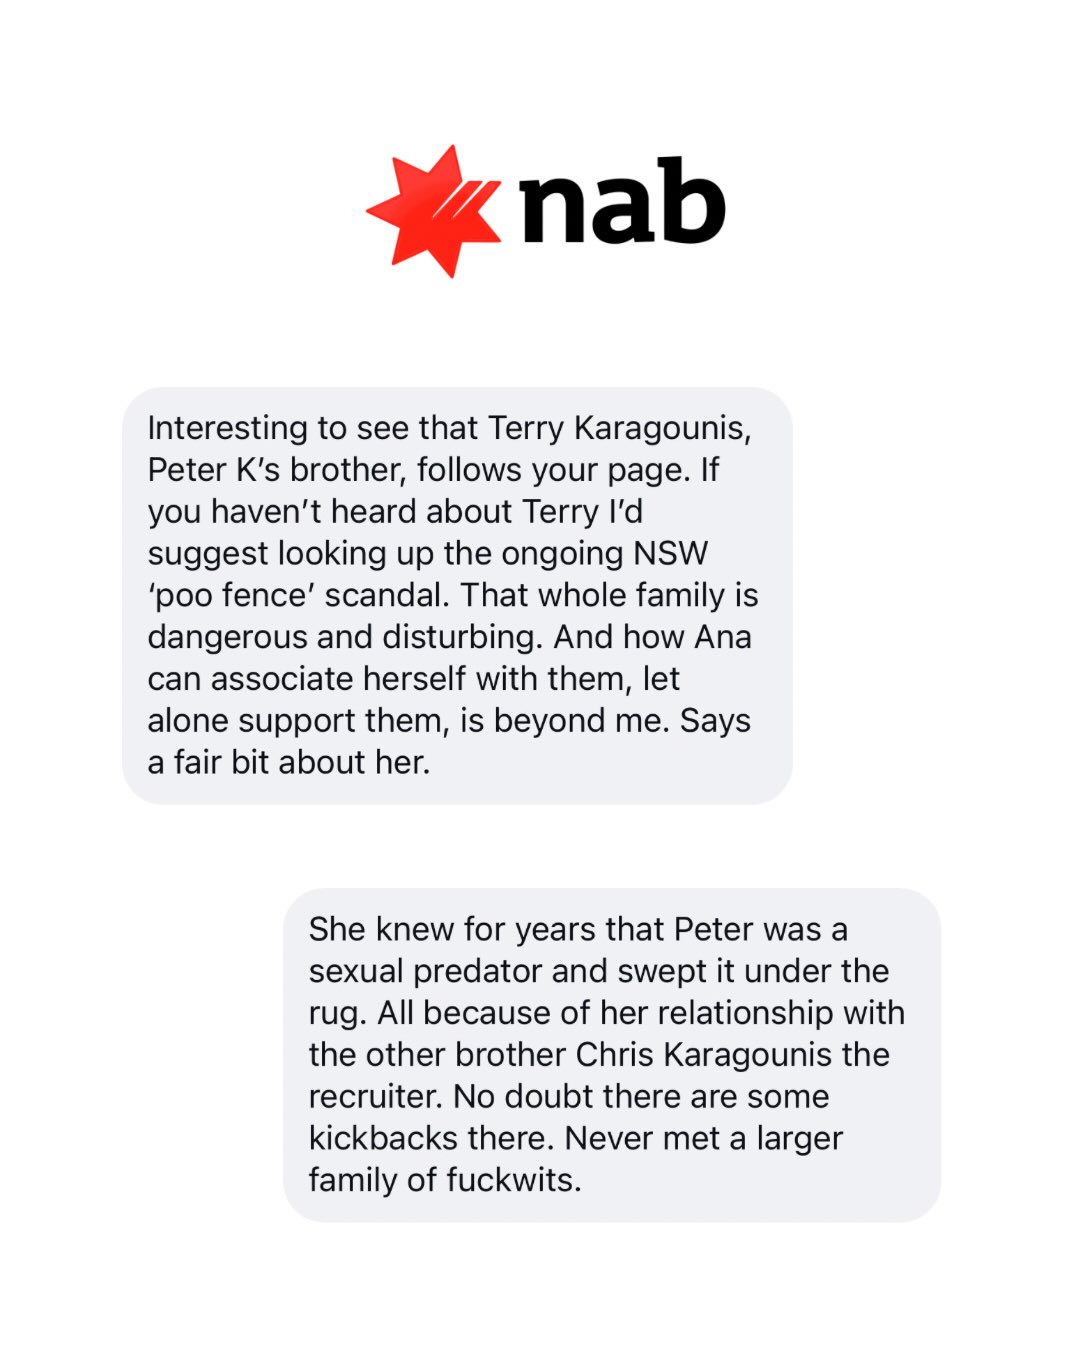 nab
Interesting to see that Terry Karagounis,
Peter K’s brother, follows your page. If
you haven’t heard about Terry I’d
suggest looking up the ongoing NSW
‘poo fence’ scandal. That whole family is
dangerous and disturbing. And how Ana
can associate herself with them, let
alone support them, is beyond me. Says
a fair bit about her.
She knew for years that Peter was a
sexual predator and swept it under the
rug. All because of her relationship with
the other brother Chris Karagounis the
recruiter. No doubt there are some
kickbacks there. Never met a larger
family of fuckwits.